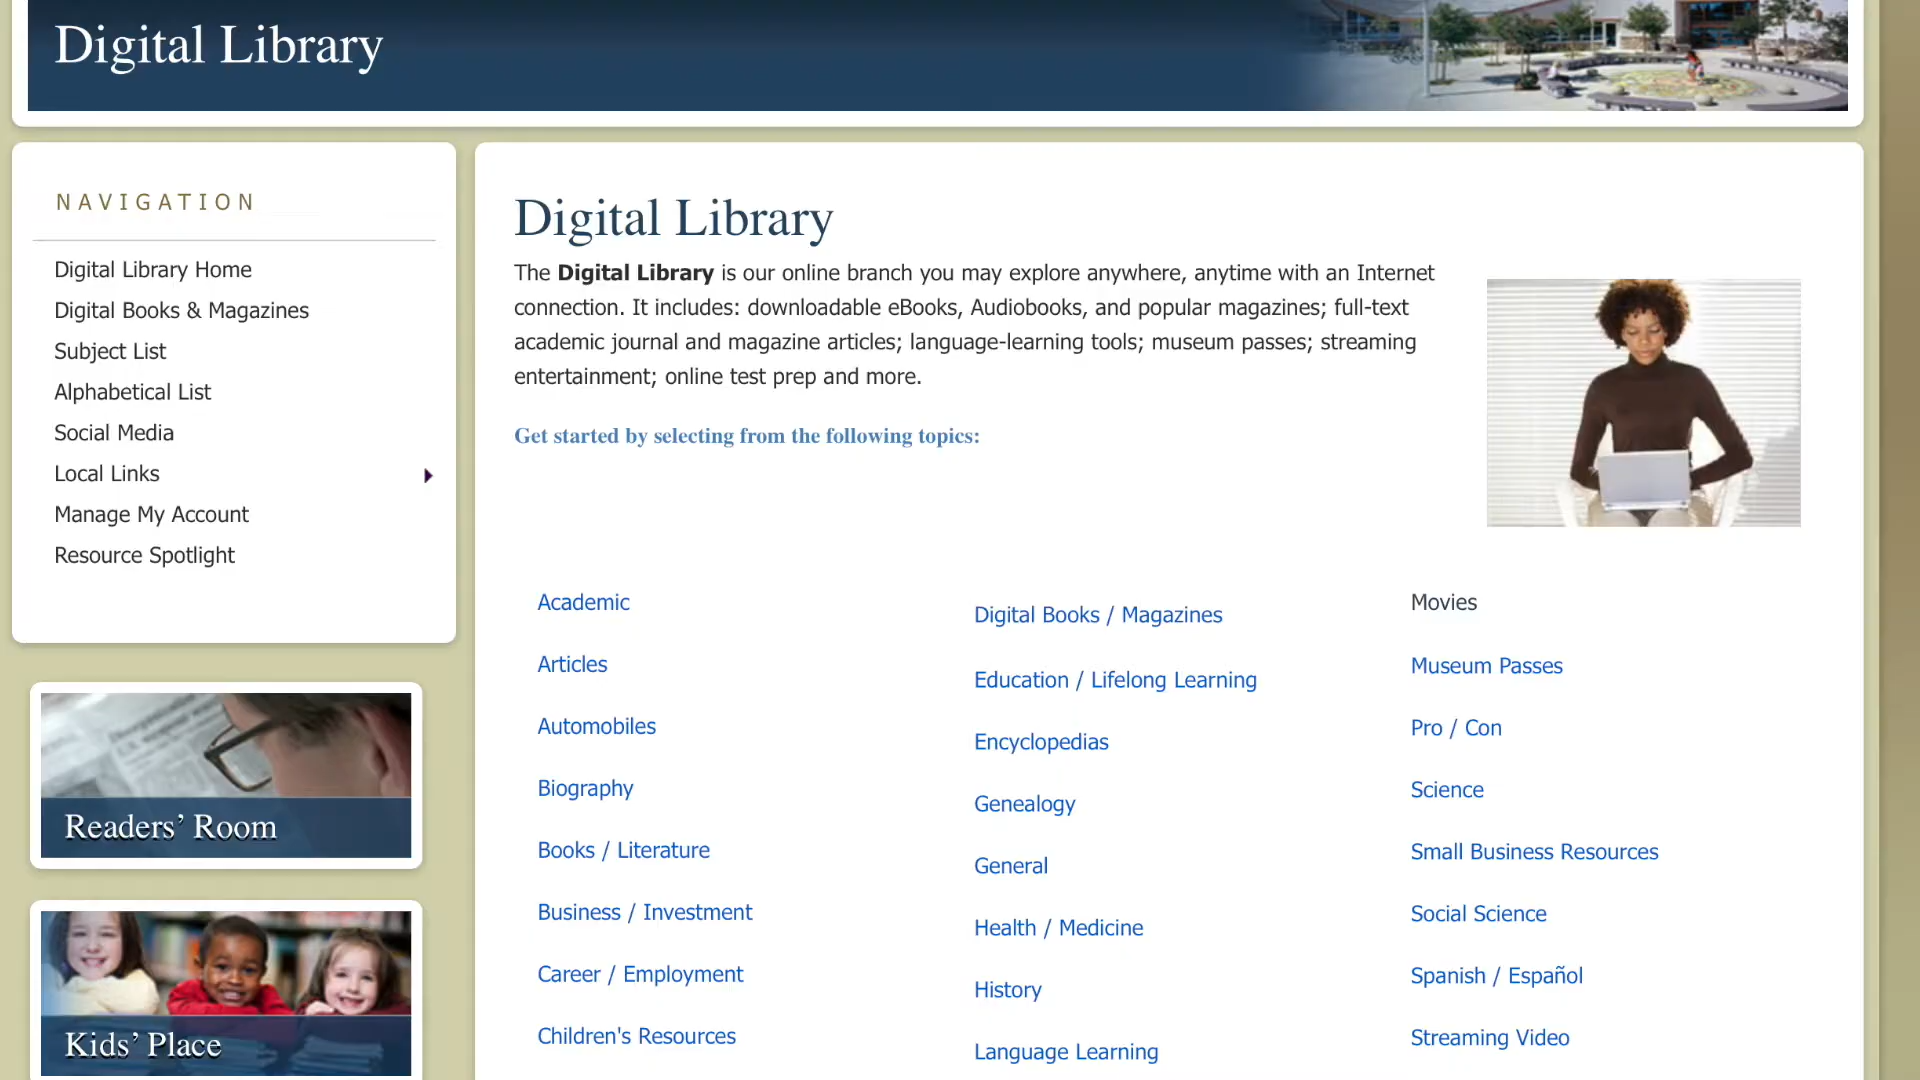 Digital Library
NAVIGATION
Digital Library Home
Digital Books & Magazines
Subject List
Alphabetical List
Social Media
Local Links
Manage My Account
Resource Spotlight
Readers’ Room
Kids’ Place
Digital Library
The Digital Library is our online branch you may explore anywhere, anytime with an Internet
connection. It includes: downloadable eBooks, Audiobooks, and popular magazines; full-text
academic journal and magazine articles; language-learning tools; museum passes; streaming
entertainment; online test prep and more.
Get started by selecting from the following topics:
Academic
Articles
Automobiles
Biography
Books / Literature
Business / Investment
Career / Employment
Children's Resources
Digital Books / Magazines
Education / Lifelong Learning
Encyclopedias
Genealogy
General
Health / Medicine
History
Language Learning
Movies
Museum Passes
Pro / Con
Science
Small Business Resources
Social Science
Spanish / Español
Streaming Video